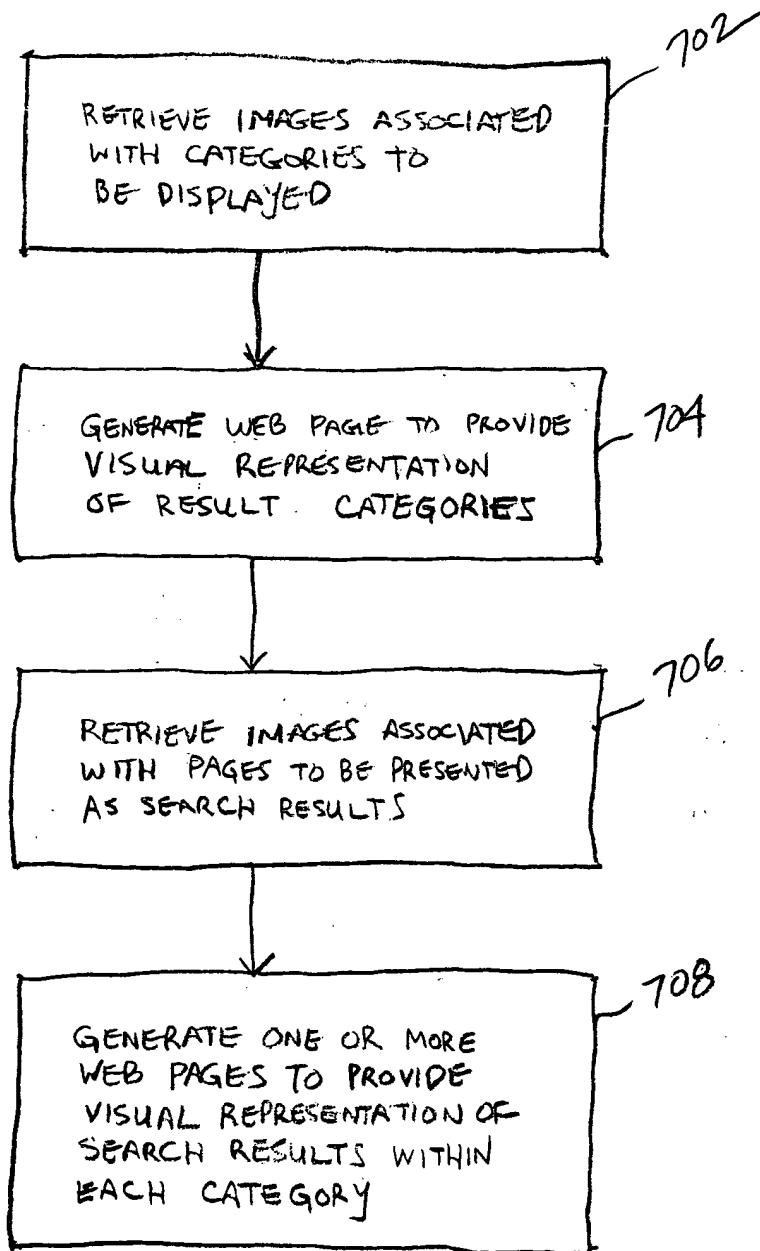 702
RETRIEVE IMAGES ASSOCIATED
WITH CATEGORIES TO
BE DISPLAYED
704
GENERATE WEB PAGE TO PROVIDE
VISUAL REPRESENTATION
OF RESULT CATEGORIES
706
RETRIEVE IMAGES ASSOCIATED
WITH PAGES TO BE PRESENTED
AS SEARCH RESULTS
708
GENERATE ONE OR MORE
WEB PAGES TO PROVIDE
VISUAL REPRESENTATION OF
SEARCH RESULTS WITHIN
EACH CATEGORY